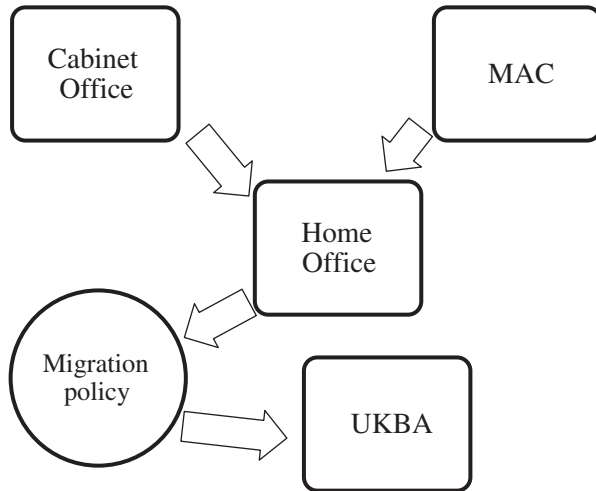 Cabinet
Office
MAC
Home
Office
Migration
policy
UKBA